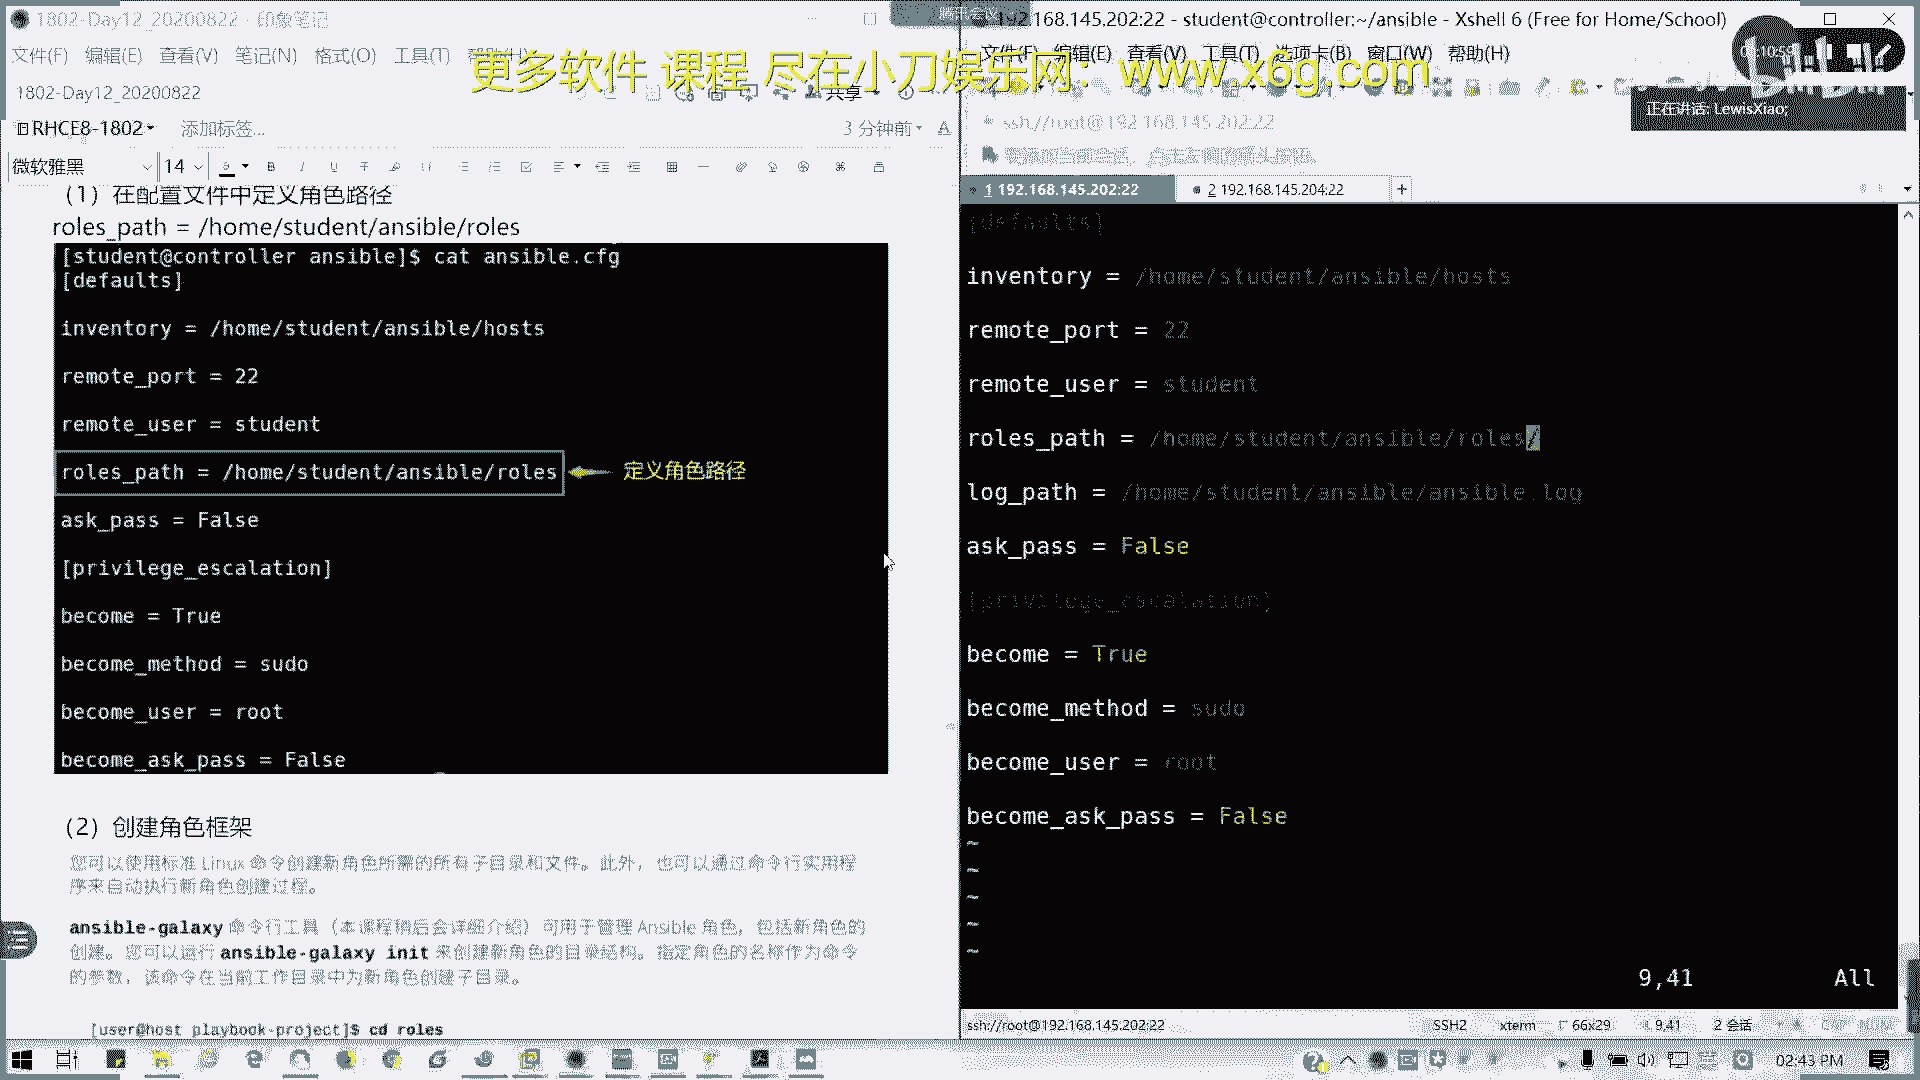 1802-Day12_20200822 - 印象笔记
文件(F) 编辑(E) 查看(V) 笔记(N) 格式(O) 工具(T) 帮助(H)
更多软件 课程 尽在小刀娱乐网：www.x6g.com
1802-Day12_20200822
共享
RHCE8-1802
添加标签...
3 分钟前
微软雅黑
14
（1）在配置文件中定义角色路径
roles_path = /home/student/ansible/roles
[student@controller ansible]$ cat ansible.cfg
[defaults]
inventory = /home/student/ansible/hosts
remote_port = 22
remote_user = student
roles_path = /home/student/ansible/roles
定义角色路径
ask_pass = False
[privilege_escalation]
become = True
become_method = sudo
become_user = root
become_ask_pass = False
（2）创建角色框架
您可以使用标准 Linux 命令创建新角色所需的所有子目录和文件。此外，也可以通过命令行实用程
序来自动执行新角色创建过程。
ansible-galaxy 命令行工具（本课程稍后会详细介绍）可用于管理 Ansible 角色，包括新角色的
创建。您可以运行 ansible-galaxy init 来创建新角色的目录结构。指定角色的名称作为命令
的参数，该命令在当前工作目录中为新角色创建子目录。
[user@host playbook-project]$ cd roles
腾讯会议
192.168.145.202:22 - student@controller:~/ansible - Xshell 6 (Free for Home/School)
文件(F) 编辑(E) 查看(V) 工具(T) 选项卡(B) 窗口(W) 帮助(H)
正在讲话: LewisXiao;
ssh://root@192.168.145.202:22
1 192.168.145.202:22
2 192.168.145.204:22
[defaults]
inventory = /home/student/ansible/hosts
remote_port = 22
remote_user = student
roles_path = /home/student/ansible/roles/
log_path = /home/student/ansible/ansible.log
ask_pass = False
[privilege_escalation]
become = True
become_method = sudo
become_user = root
become_ask_pass = False
~
~
~
~
~
9,41
All
ssh://root@192.168.145.202:22
SSH2
xterm
66x29
9,41
2 会话
CAP NUM
02:43 PM